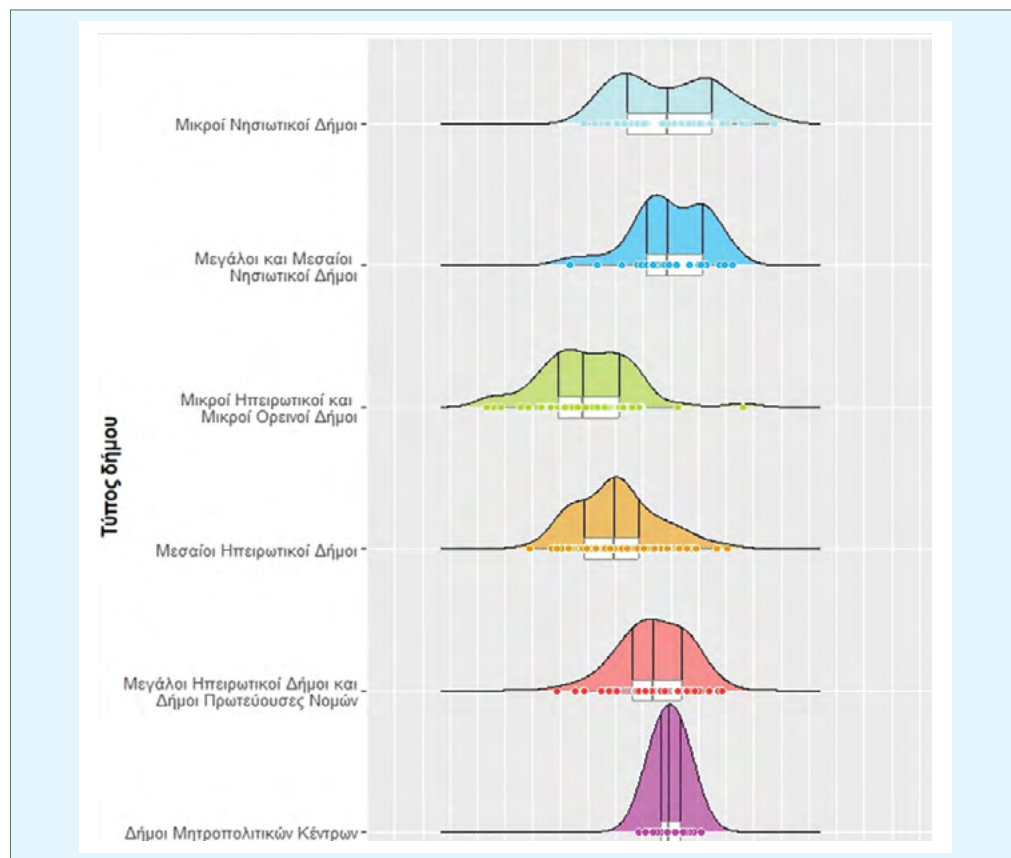 Μικροί Νησιωτικοί Δήμοι
Μεγάλοι και Μεσαίοι
Νησιωτικοί Δήμοι
Μικροί Ηπειρωτικοί και
Μικροί Ορεινοί Δήμοι
Τύπος δήμου
Μεσαίοι Ηπειρωτικοί Δήμοι
Μεγάλοι Ηπειρωτικοί Δήμοι και
Δήμοι Πρωτεύουσες Νομών
Δήμοι Μητροπολιτικών Κέντρων